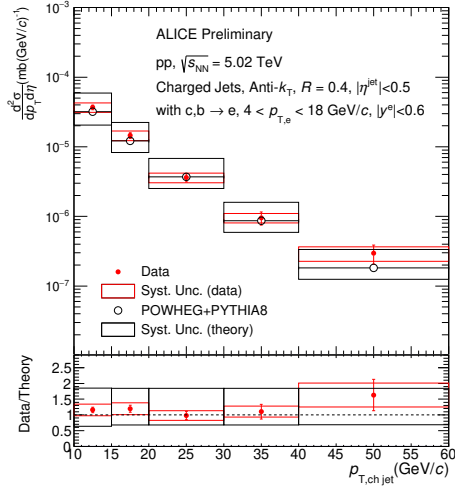 10⁻³
ALICE Preliminary
pp, √s_NN = 5.02 TeV
Charged Jets, Anti-k_T, R = 0.4, |η^jet|<0.5
with c,b → e, 4 < p_T,e < 18 GeV/c, |y^e|<0.6
d²σ/dp_T dη (mb(GeV/c)⁻¹)
10⁻⁴
10⁻⁵
10⁻⁶
10⁻⁷
Data
Syst. Unc. (data)
POWHEG+PYTHIA8
Syst. Unc. (theory)
Data/Theory
2.5
2
1.5
1
0.5
0
10 15 20 25 30 35 40 45 50 55 60
p_T,ch jet (GeV/c)